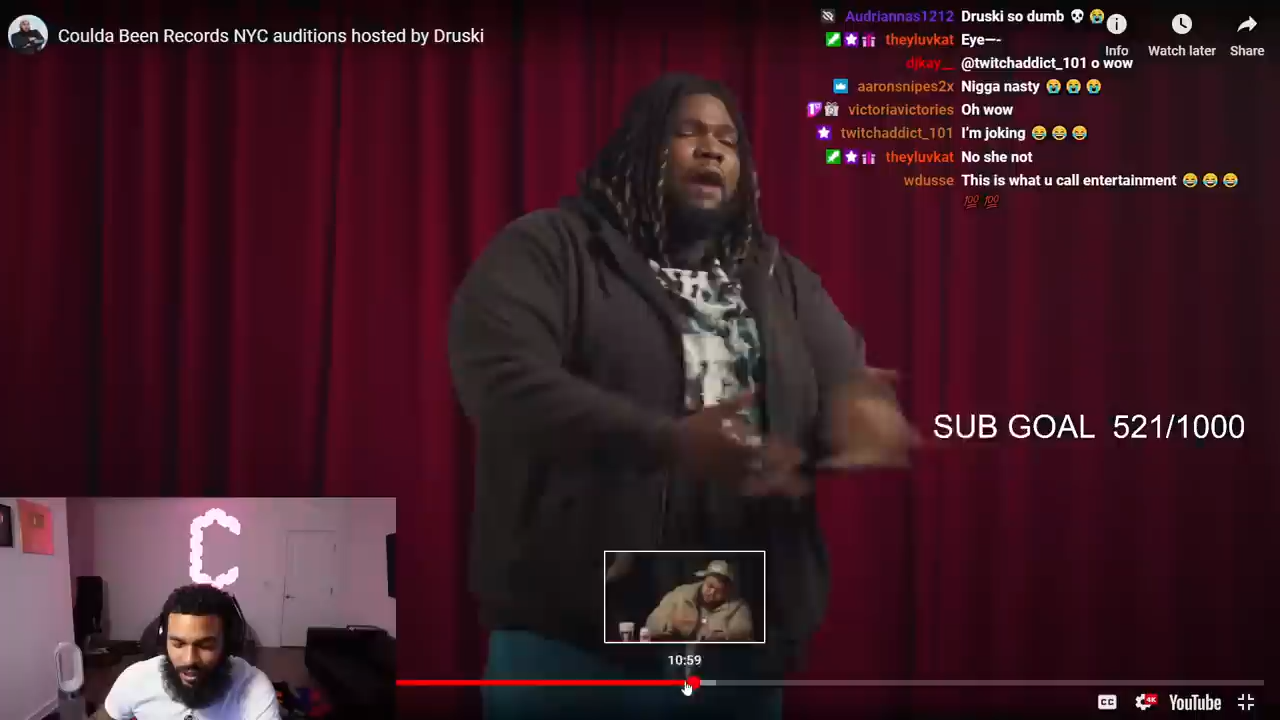 Coulda Been Records NYC auditions hosted by Druski
Audriannas1212 Druski so dumb 💀 😭
theyluvkat Eye—-
djkay__ @twitchaddict_101 o wow
aaronsnipes2x Nigga nasty 😭 😭 😭
victoriavictories Oh wow
twitchaddict_101 I'm joking 😂 😂 😂
theyluvkat No she not
wdusse This is what u call entertainment 😂 😂 😂
💯 💯
Info
Watch later
Share
SUB GOAL 521/1000
C
10:59
CC
4K
YouTube